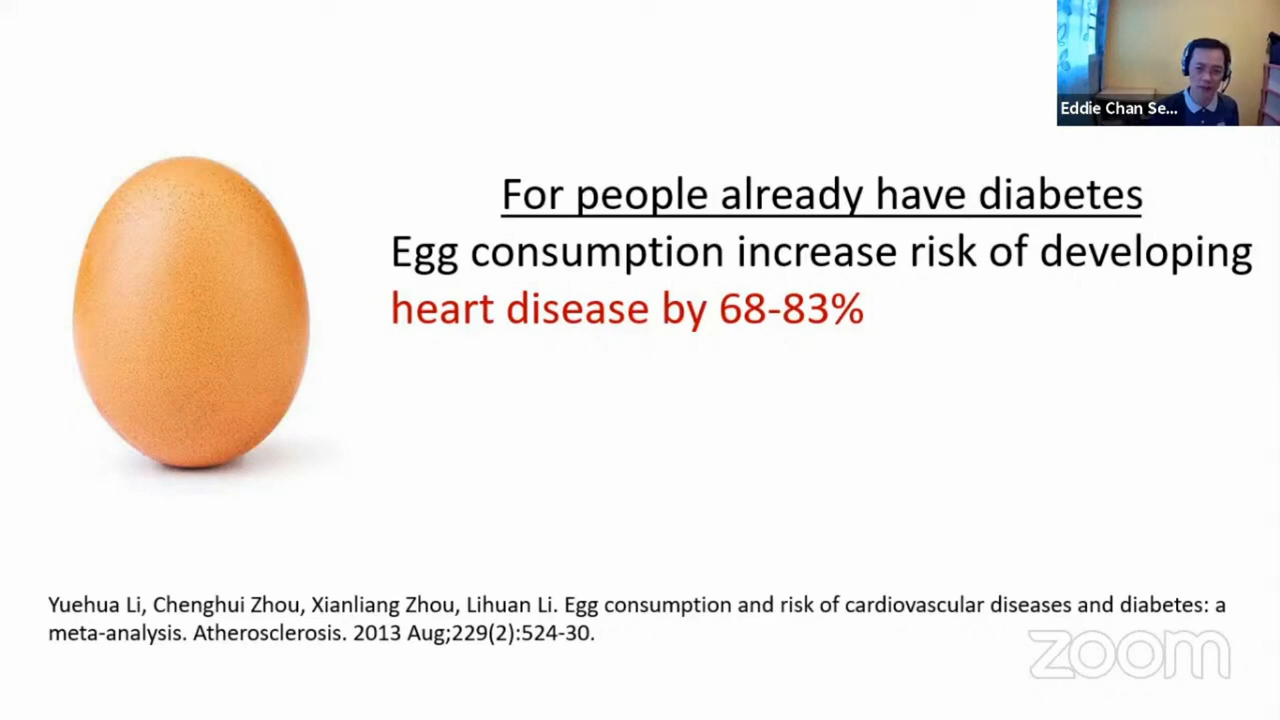 Eddie Chan Se...
For people already have diabetes
Egg consumption increase risk of developing
heart disease by 68-83%
Yuehua Li, Chenghui Zhou, Xianliang Zhou, Lihuan Li. Egg consumption and risk of cardiovascular diseases and diabetes: a
meta-analysis. Atherosclerosis. 2013 Aug;229(2):524-30.
zoom